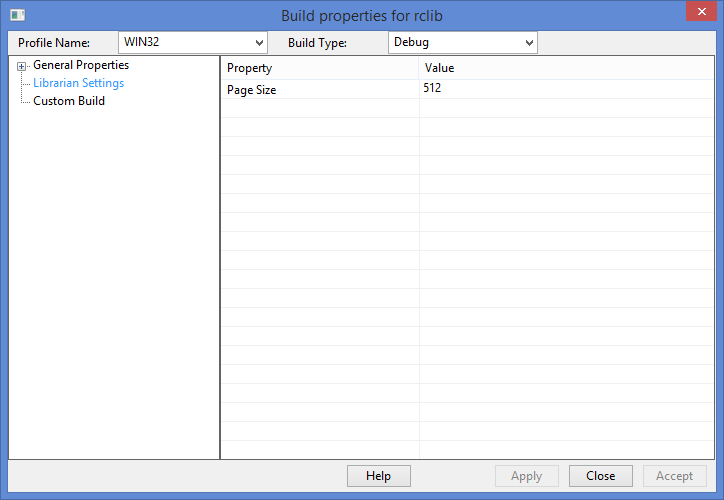 Build properties for rclib
Profile Name: WIN32 Build Type: Debug
General Properties
Librarian Settings
Custom Build
Property Value
Page Size 512
Help Apply Close Accept